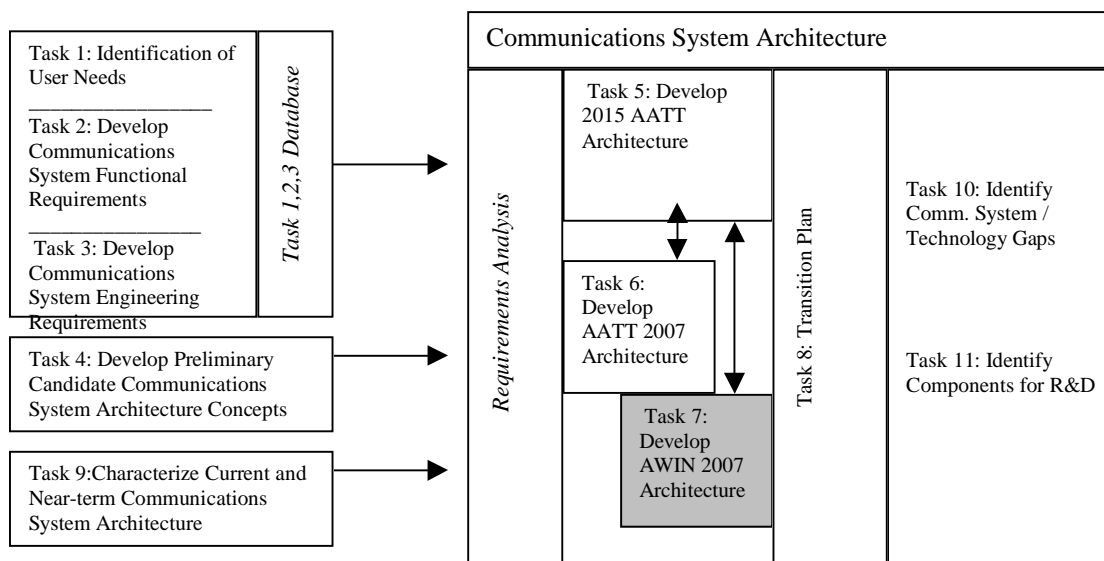 Task 1: Identification of
User Needs
Task 2: Develop
Communications
System Functional
Requirements
Task 3: Develop
Communications
System Engineering
Requirements
Task 1,2,3 Database
Task 4: Develop Preliminary
Candidate Communications
System Architecture Concepts
Task 9:Characterize Current and
Near-term Communications
System Architecture
Communications System Architecture
Requirements Analysis
Task 5: Develop
2015 AATT
Architecture
Task 6:
Develop
AATT 2007
Architecture
Task 7:
Develop
AWIN 2007
Architecture
Task 8: Transition Plan
Task 10: Identify
Comm. System /
Technology Gaps
Task 11: Identify
Components for R&D